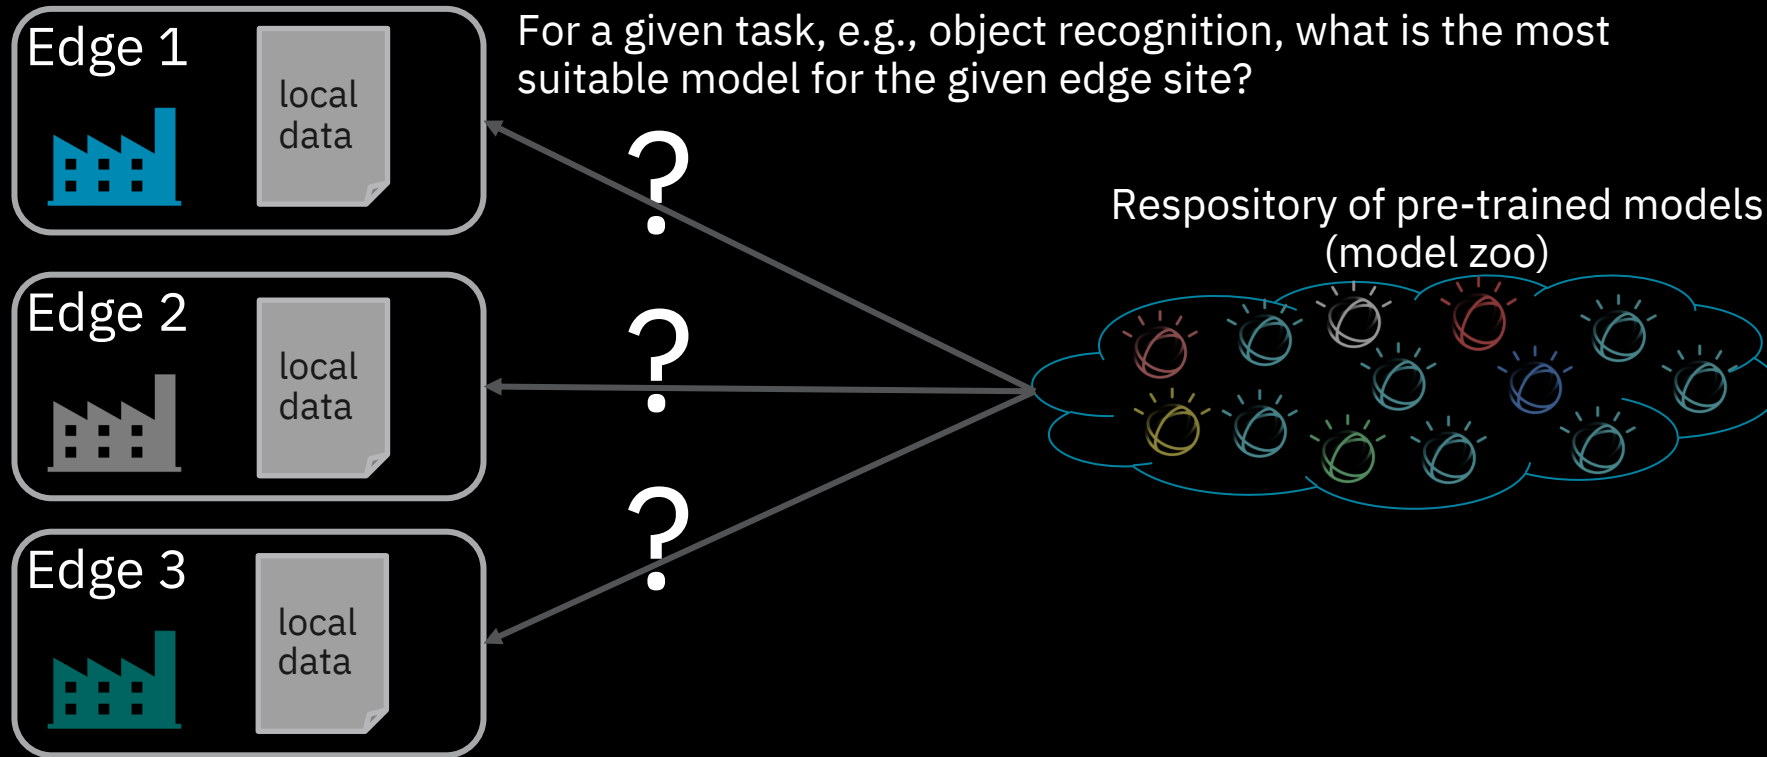 Edge 1
local
data
For a given task, e.g., object recognition, what is the most
suitable model for the given edge site?
?
Respository of pre-trained models
(model zoo)
Edge 2
local
data
?
Edge 3
local
data
?